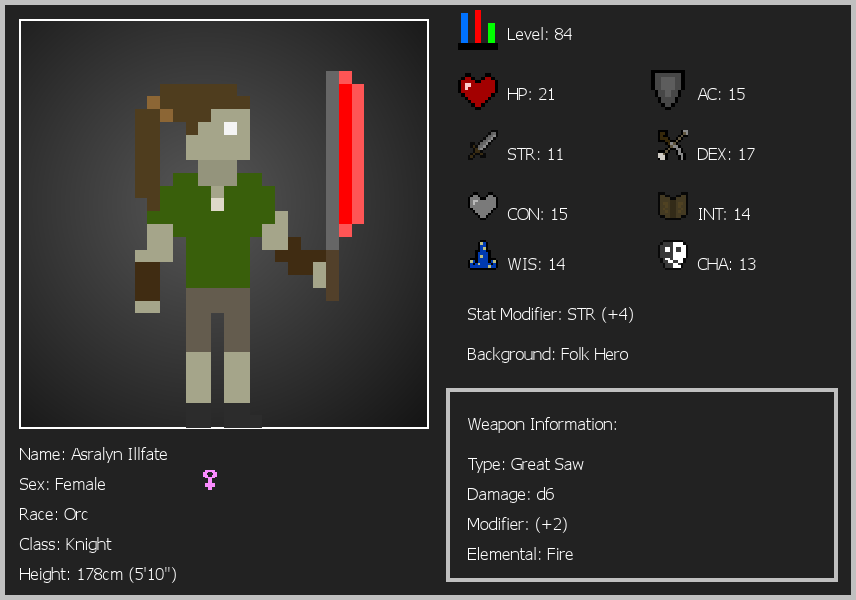 Level: 84
HP: 21
AC: 15
STR: 11
DEX: 17
CON: 15
INT: 14
WIS: 14
CHA: 13
Stat Modifier: STR (+4)
Background: Folk Hero
Weapon Information:
Type: Great Saw
Damage: d6
Modifier: (+2)
Elemental: Fire
Name: Asralyn Illfate
Sex: Female
Race: Orc
Class: Knight
Height: 178cm (5'10")